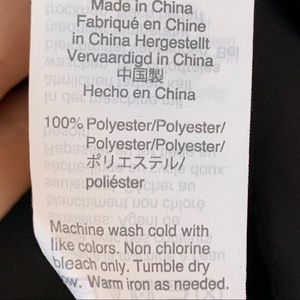 Made in China
Fabriqué en Chine
in China Hergestellt
Vervaardigd in China
中国製
Hecho en China
100% Polyester/Polyester/
Polyester/Polyester/
ポリエステル/
poliéster
Machine wash cold with
like colors. Non chlorine
bleach only. Tumble dry
low. Warm iron as needed.